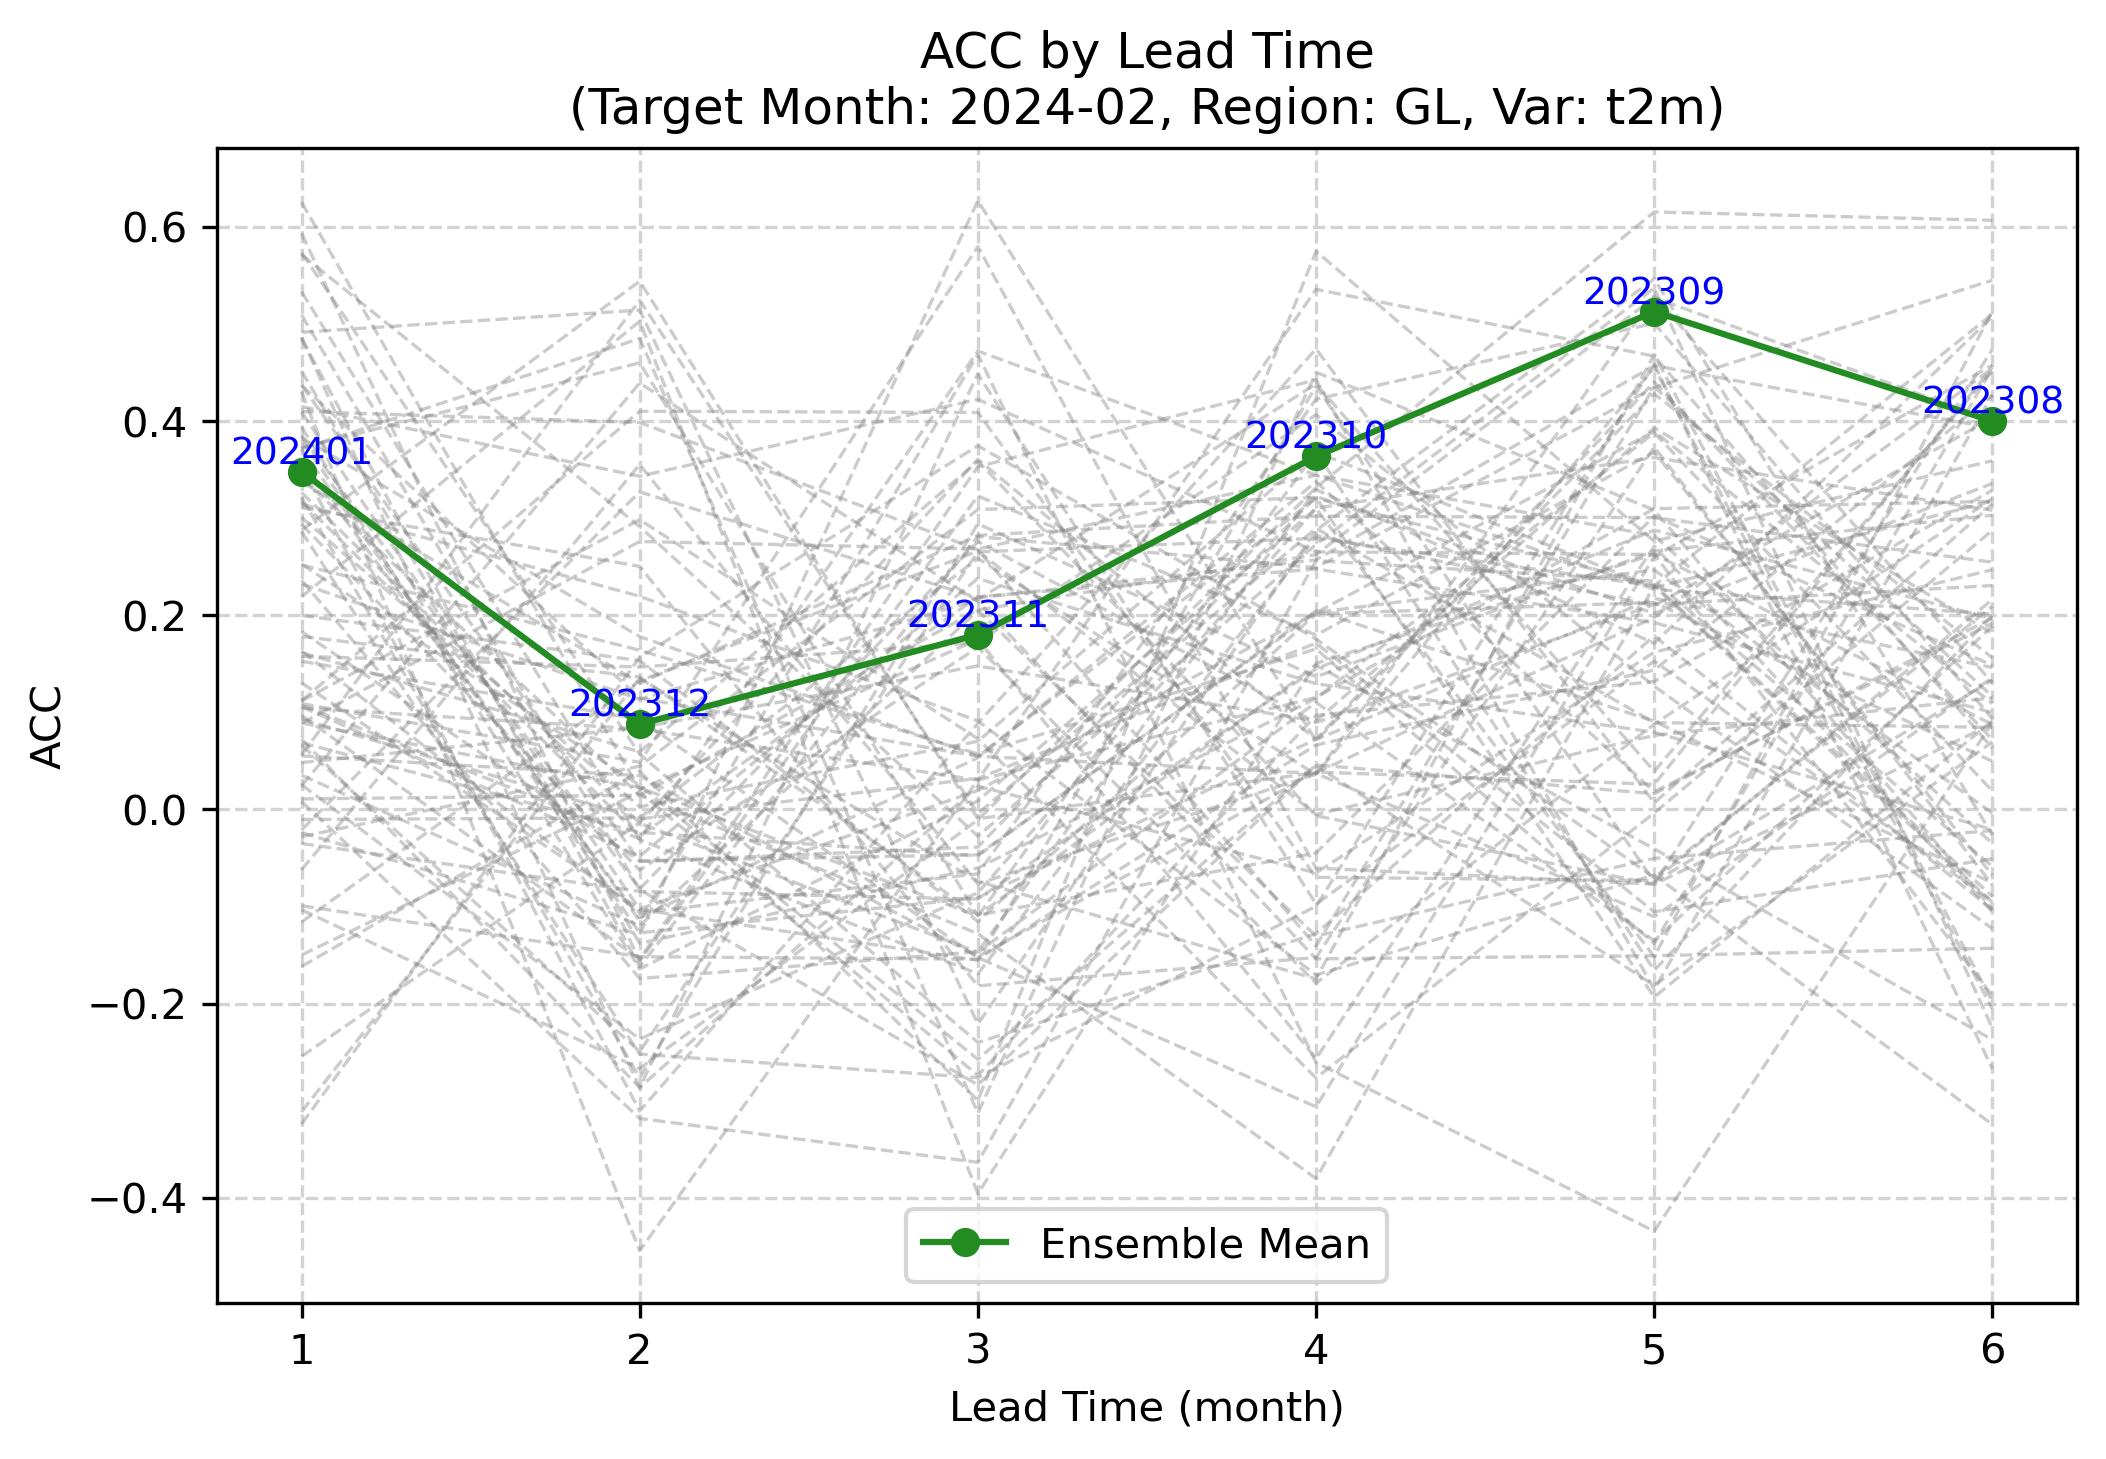 ACC by Lead Time
(Target Month: 2024-02, Region: GL, Var: t2m)
ACC
0.6
0.4
0.2
0.0
−0.2
−0.4
202401
202312
202311
202310
202309
202308
Ensemble Mean
1 2 3 4 5 6
Lead Time (month)